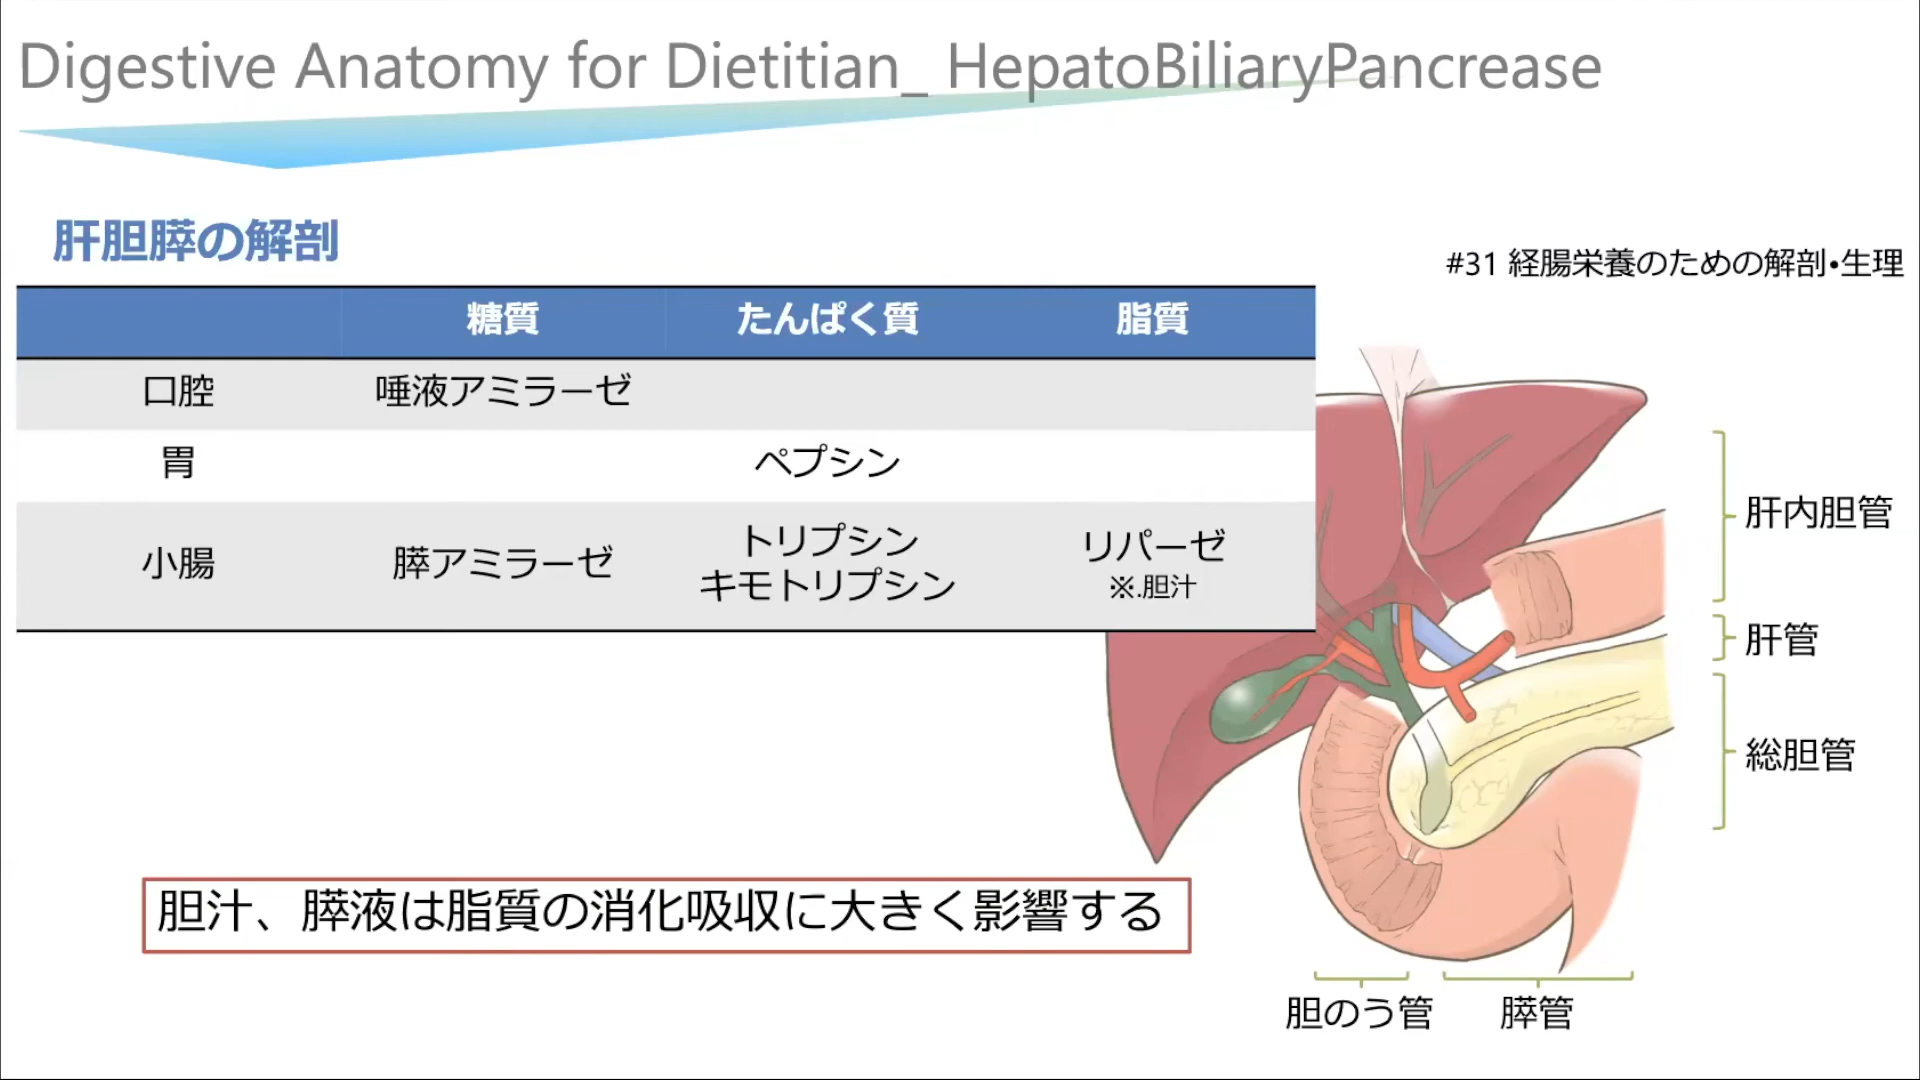 Digestive Anatomy for Dietitian_ HepatoBiliaryPancrease
肝胆膵の解剖
#31 経腸栄養のための解剖・生理
糖質 たんぱく質 脂質
口腔 唾液アミラーゼ
胃 ペプシン
小腸 膵アミラーゼ トリプシン キモトリプシン リパーゼ ※.胆汁
肝内胆管
肝管
総胆管
胆汁、膵液は脂質の消化吸収に大きく影響する
胆のう管 膵管